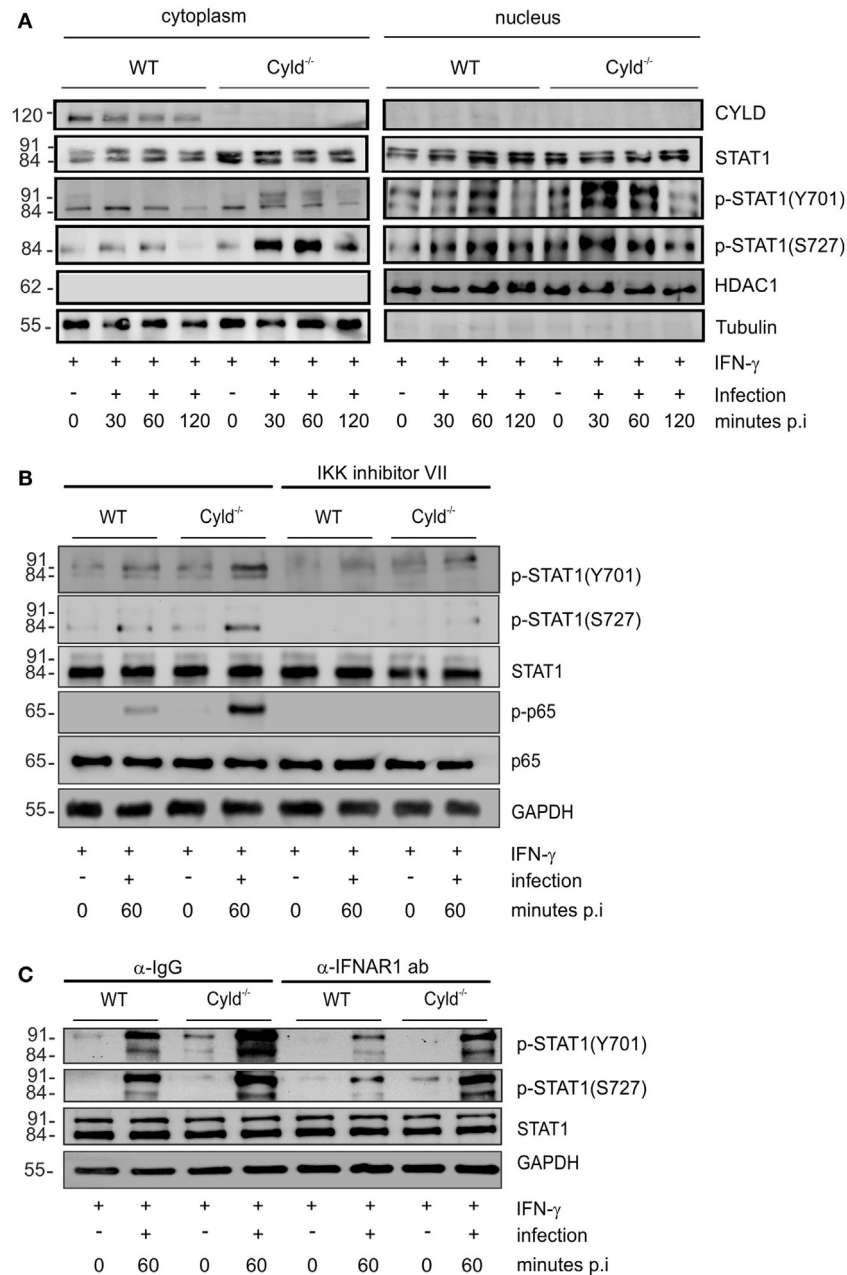 A
cytoplasm nucleus
WT Cyld-/- WT Cyld-/-
120 CYLD
91
84 STAT1
91
84 p-STAT1(Y701)
84 p-STAT1(S727)
62 HDAC1
55 Tubulin
+ + + + + + + + + + + + + + + + IFN-γ
- + + + - + + + - + + + - + + + Infection
0 30 60 120 0 30 60 120 0 30 60 120 0 30 60 120 minutes p.i
B
IKK inhibitor VII
WT Cyld-/- WT Cyld-/-
91
84 p-STAT1(Y701)
91
84 p-STAT1(S727)
91
84 STAT1
65 p-p65
65 p65
55 GAPDH
+ + + + + + + + IFN-γ
- + - + - + - + infection
0 60 0 60 0 60 0 60 minutes p.i
C
α-IgG α-IFNAR1 ab
WT Cyld-/- WT Cyld-/-
91
84 p-STAT1(Y701)
91
84 p-STAT1(S727)
91
84 STAT1
55 GAPDH
+ + + + + + + + IFN-γ
- + - + - + - + infection
0 60 0 60 0 60 0 60 minutes p.i